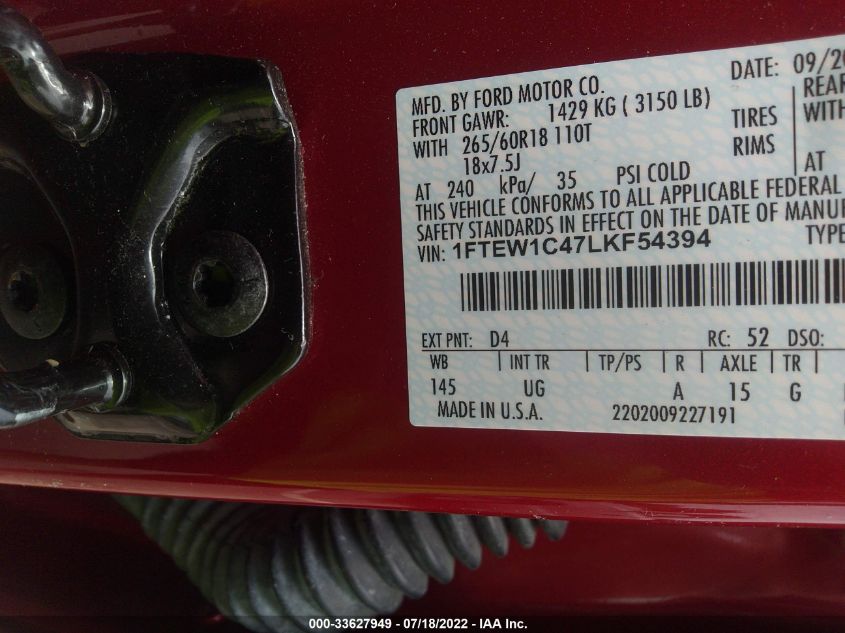 MFD. BY FORD MOTOR CO. DATE: 09/20
FRONT GAWR: 1429 KG ( 3150 LB) REAR
WITH 265/60R18 110T TIRES WITH
18x7.5J RIMS
AT 240 kPa/ 35 PSI COLD AT
THIS VEHICLE CONFORMS TO ALL APPLICABLE FEDERAL
SAFETY STANDARDS IN EFFECT ON THE DATE OF MANUF
VIN: 1FTEW1C47LKF54394 TYPE
EXT PNT: D4 RC: 52 DSO:
WB INT TR TP/PS R AXLE TR
145 UG A 15 G
MADE IN U.S.A. 2202009227191
000-33627949 - 07/18/2022 - IAA Inc.